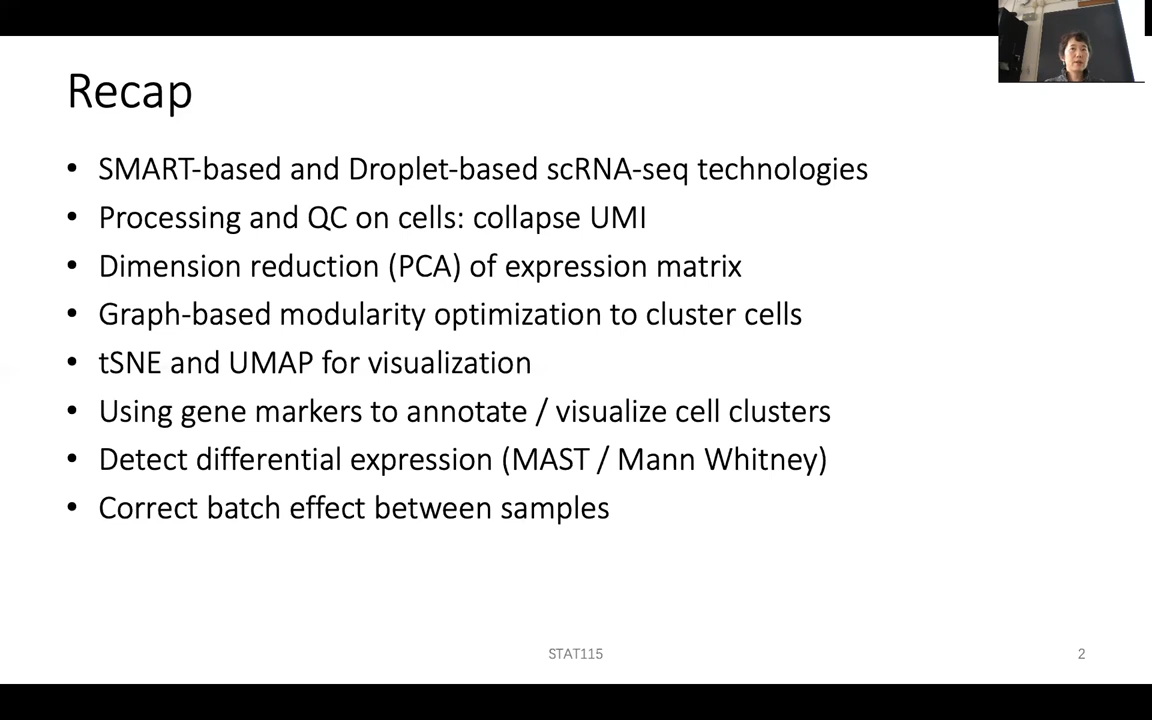 Recap
• SMART-based and Droplet-based scRNA-seq technologies
• Processing and QC on cells: collapse UMI
• Dimension reduction (PCA) of expression matrix
• Graph-based modularity optimization to cluster cells
• tSNE and UMAP for visualization
• Using gene markers to annotate / visualize cell clusters
• Detect differential expression (MAST / Mann Whitney)
• Correct batch effect between samples
STAT115
2